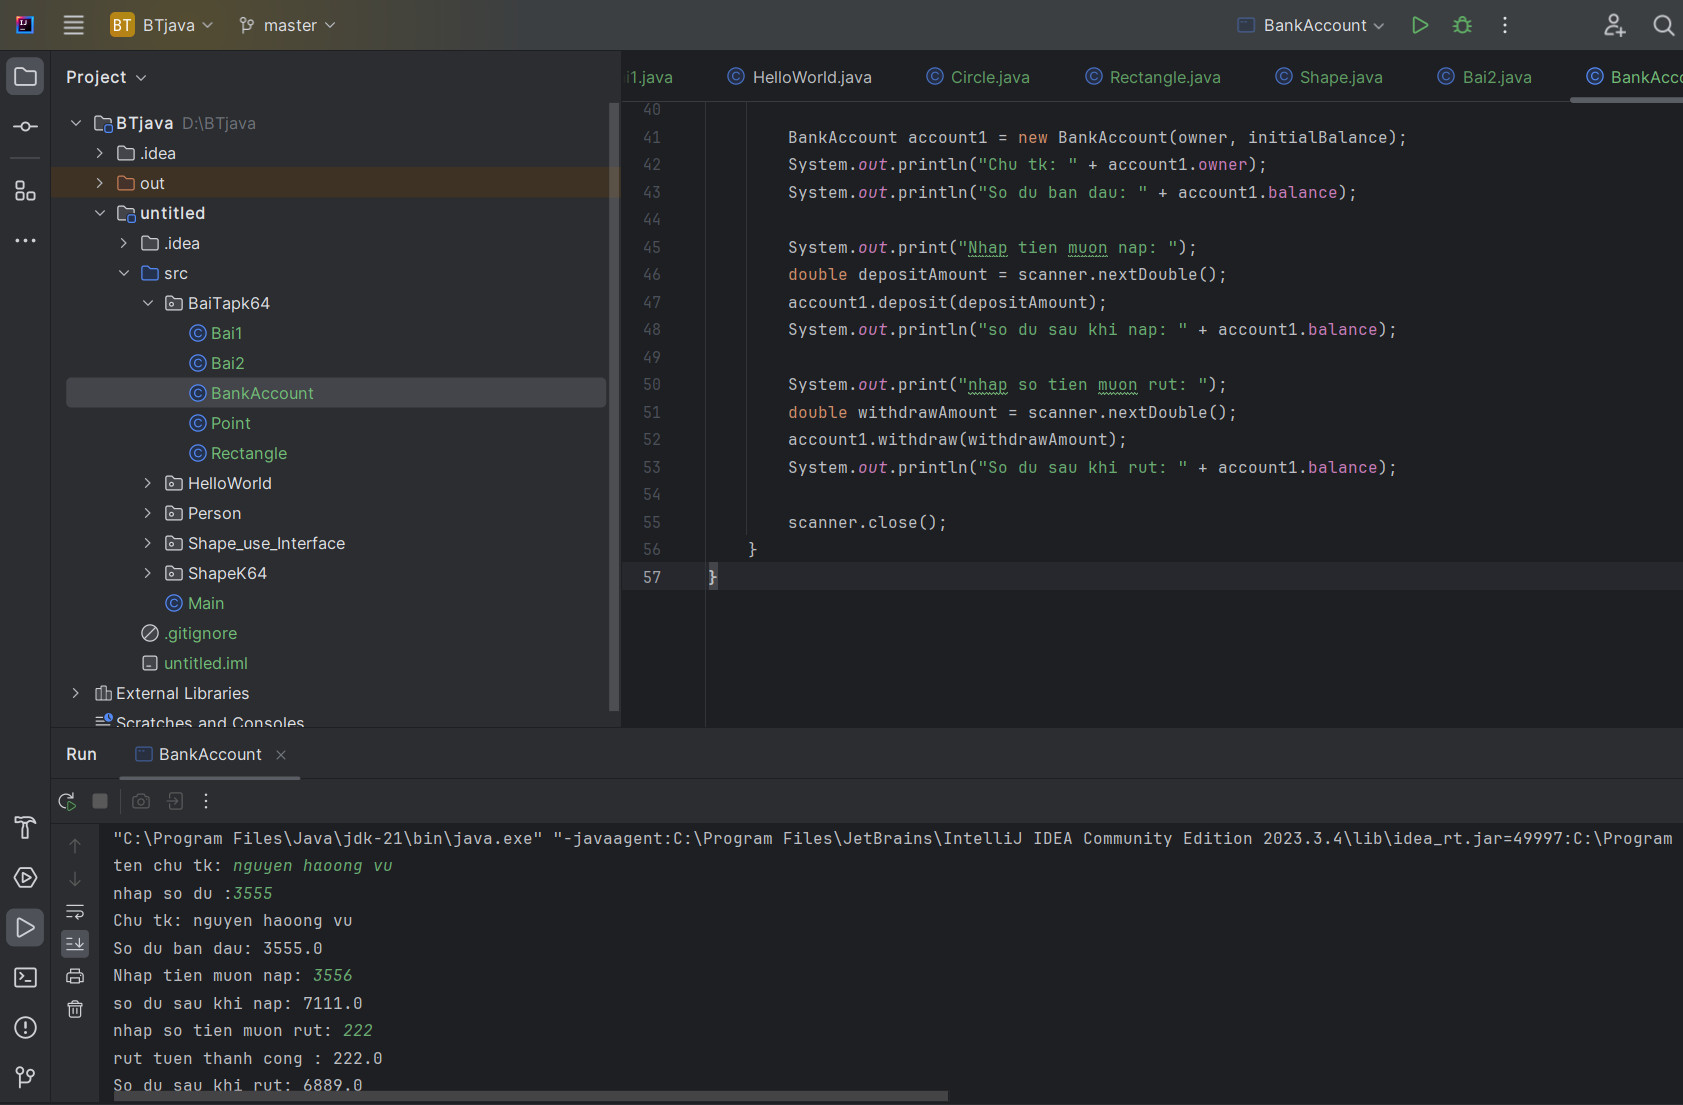 BT BTjava master BankAccount
Project
BTjava D:\BTjava
.idea
out
untitled
.idea
src
BaiTapk64
Bai1
Bai2
BankAccount
Point
Rectangle
HelloWorld
Person
Shape_use_Interface
ShapeK64
Main
.gitignore
untitled.iml
External Libraries
Scratches and Consoles
i1.java HelloWorld.java Circle.java Rectangle.java Shape.java Bai2.java BankAcco
40
41 BankAccount account1 = new BankAccount(owner, initialBalance);
42 System.out.println("Chu tk: " + account1.owner);
43 System.out.println("So du ban dau: " + account1.balance);
44
45 System.out.print("Nhap tien muon nap: ");
46 double depositAmount = scanner.nextDouble();
47 account1.deposit(depositAmount);
48 System.out.println("so du sau khi nap: " + account1.balance);
49
50 System.out.print("nhap so tien muon rut: ");
51 double withdrawAmount = scanner.nextDouble();
52 account1.withdraw(withdrawAmount);
53 System.out.println("So du sau khi rut: " + account1.balance);
54
55 scanner.close();
56 }
57 }
Run BankAccount
"C:\Program Files\Java\jdk-21\bin\java.exe" "-javaagent:C:\Program Files\JetBrains\IntelliJ IDEA Community Edition 2023.3.4\lib\idea_rt.jar=49997:C:\Program
ten chu tk: nguyen haoong vu
nhap so du :3555
Chu tk: nguyen haoong vu
So du ban dau: 3555.0
Nhap tien muon nap: 3556
so du sau khi nap: 7111.0
nhap so tien muon rut: 222
rut tuen thanh cong : 222.0
So du sau khi rut: 6889.0